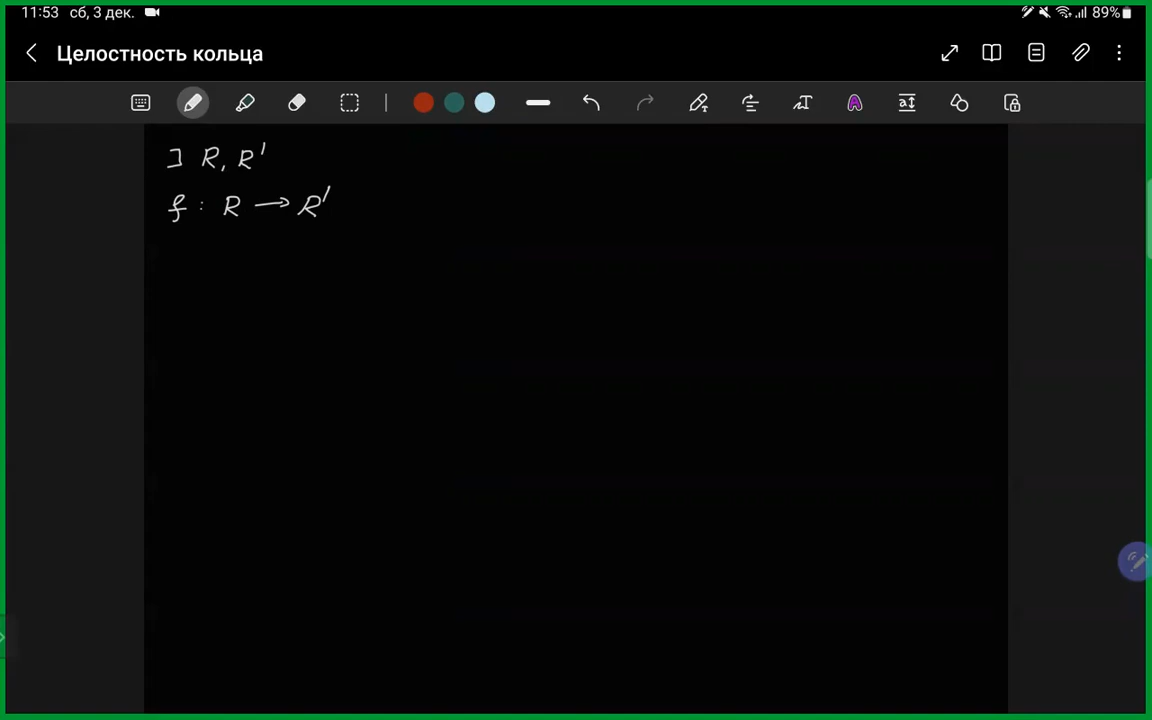 11:53 сб, 3 дек. 89%
Целостность кольца
⊐ R, R'
f : R → R'